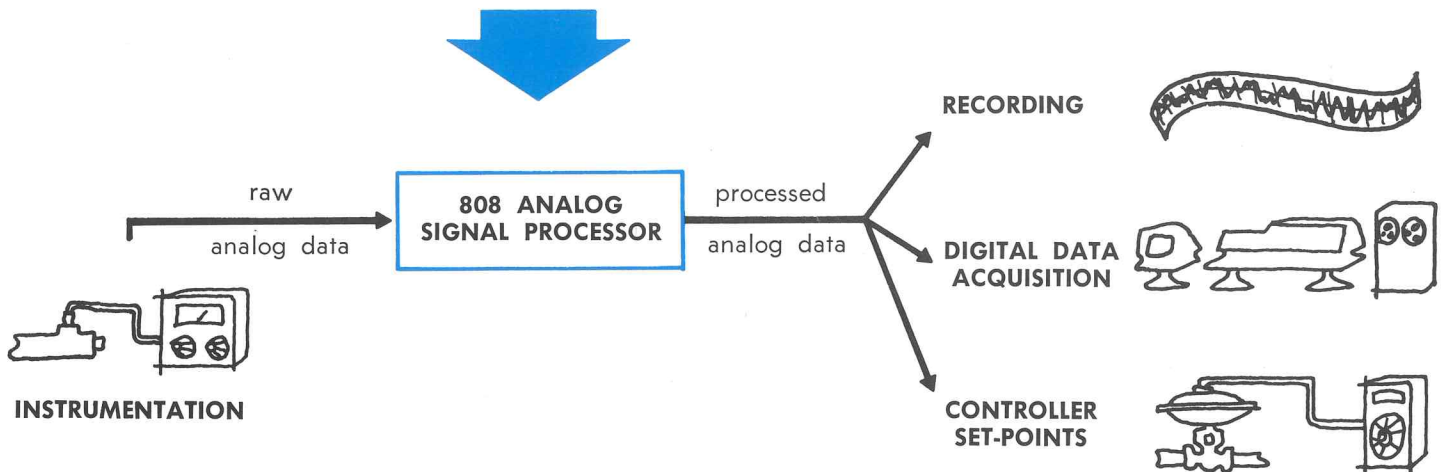 RECORDING
raw
analog data
808 ANALOG
SIGNAL PROCESSOR
processed
analog data
DIGITAL DATA
ACQUISITION
INSTRUMENTATION
CONTROLLER
SET-POINTS